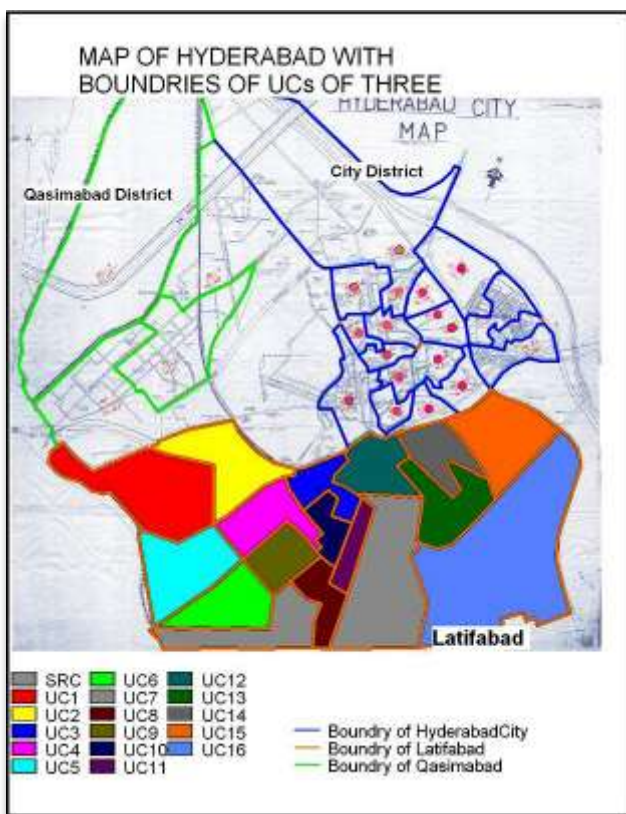 MAP OF HYDERABAD WITH
BOUNDRIES OF UCs OF THREE
HYDERABAD CITY
MAP
City District
Qasimabad District
Latifabad
SRC
UC1
UC2
UC3
UC4
UC5
UC6
UC7
UC8
UC9
UC10
UC11
UC12
UC13
UC14
UC15
UC16
Boundry of HyderabadCity
Boundry of Latifabad
Boundry of Qasimabad